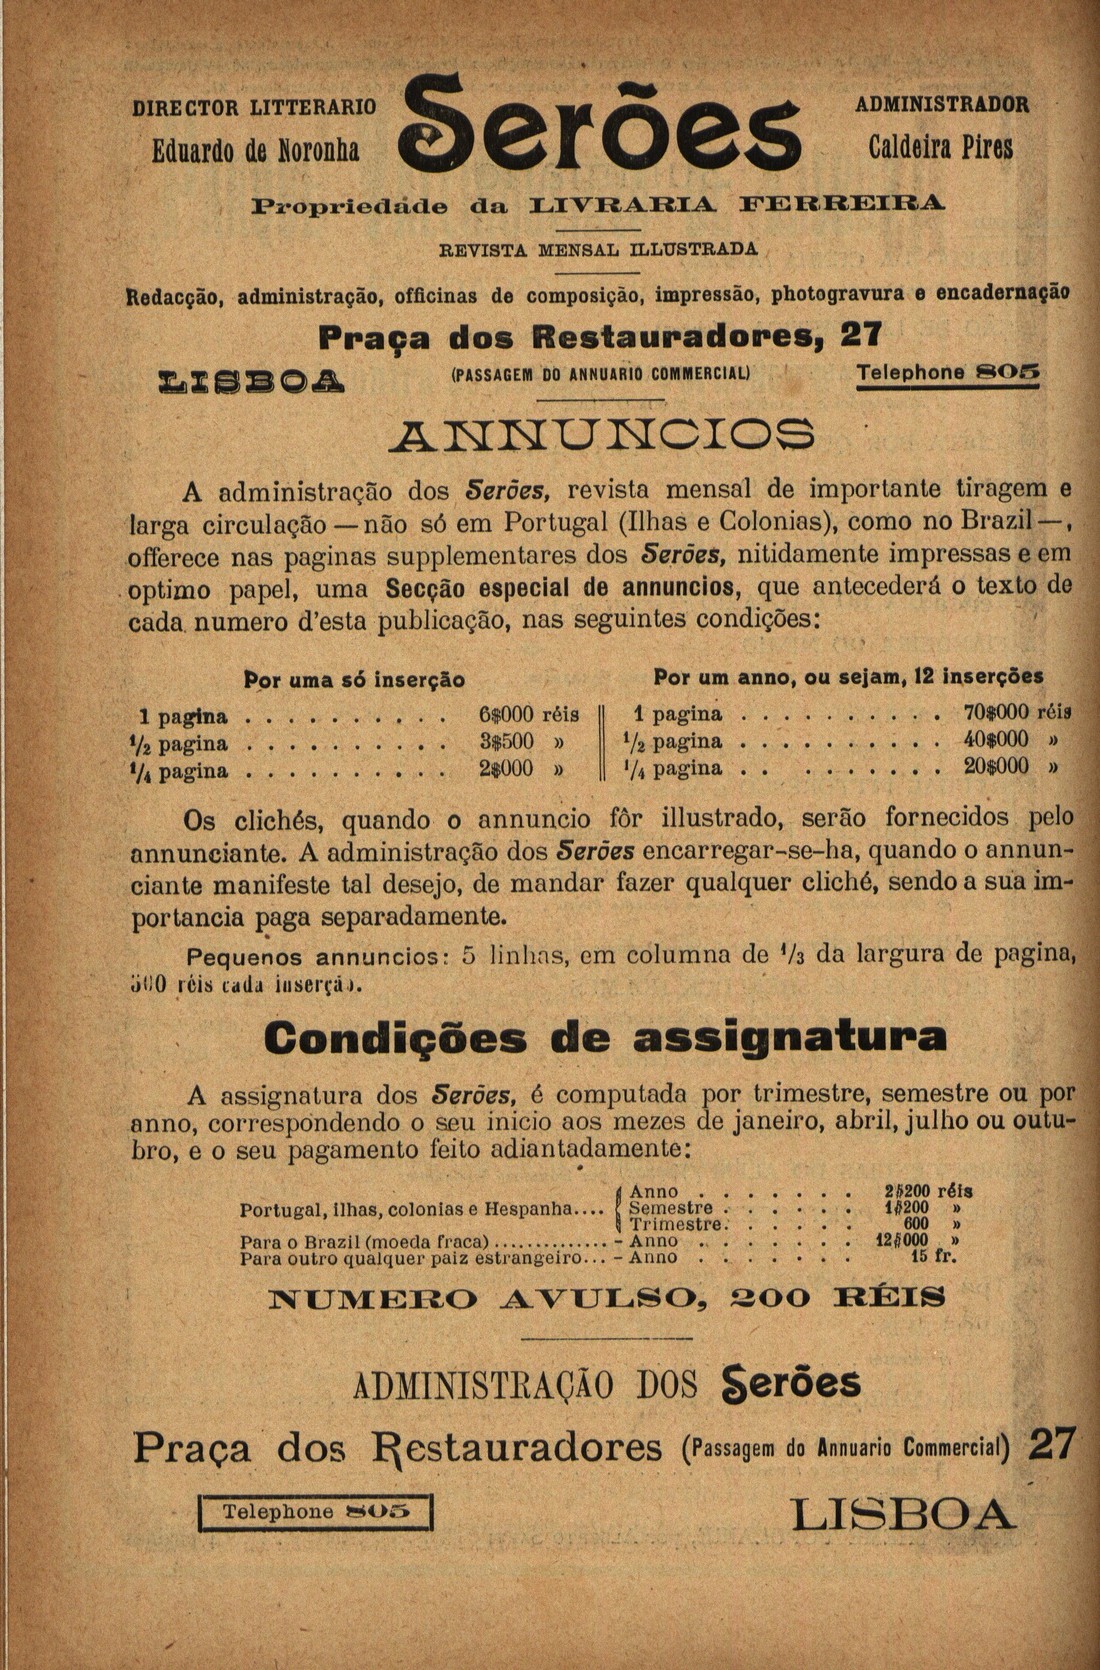 DIRECTOR LITTERARIO
Eduardo de Noronha
Serões
ADMINISTRADOR
Caldeira Pires
Propriedade da LIVRARIA FERREIRA
REVISTA MENSAL ILLUSTRADA
Redacção, administração, officinas de composição, impressão, photogravura e encadernação
Praça dos Restauradores, 27
LISBOA (PASSAGEM DO ANNUARIO COMMERCIAL) Telephone 805
ANNUNCIOS
A administração dos Serões, revista mensal de importante tiragem e
larga circulação — não só em Portugal (Ilhas e Colonias), como no Brazil —,
offerece nas paginas supplementares dos Serões, nitidamente impressas e em
optimo papel, uma Secção especial de annuncios, que antecederá o texto de
cada numero d'esta publicação, nas seguintes condições:
Por uma só inserção
1 pagina . . . . . . . . . . 6$000 réis
1/2 pagina . . . . . . . . . . 3$500 »
1/4 pagina . . . . . . . . . . 2$000 »
Por um anno, ou sejam, 12 inserções
1 pagina . . . . . . . . . . 70$000 réis
1/2 pagina . . . . . . . . . . 40$000 »
1/4 pagina . . . . . . . . . 20$000 »
Os clichés, quando o annuncio fôr illustrado, serão fornecidos pelo
annunciante. A administração dos Serões encarregar-se-ha, quando o annun-
ciante manifeste tal desejo, de mandar fazer qualquer cliché, sendo a sua im-
portancia paga separadamente.
Pequenos annuncios: 5 linhas, em columna de 1/3 da largura de pagina,
réis cada inserção.
Condições de assignatura
A assignatura dos Serões, é computada por trimestre, semestre ou por
anno, correspondendo o seu inicio aos mezes de janeiro, abril, julho ou outu-
bro, e o seu pagamento feito adiantadamente:
Portugal, ilhas, colonias e Hespanha....
Anno . . . . . . . 2$200 réis
Semestre . . . . . . 1$200 »
Trimestre . . . . . . 600 »
Para o Brazil (moeda fraca) ............. – Anno . . . . . . . 12$000 »
Para outro qualquer paiz estrangeiro... – Anno . . . . . . . 15 fr.
NUMERO AVULSO, 200 RÉIS
ADMINISTRAÇÃO DOS Serões
Praça dos Restauradores (Passagem do Annuario Commercial) 27
Telephone 805 LISBOA